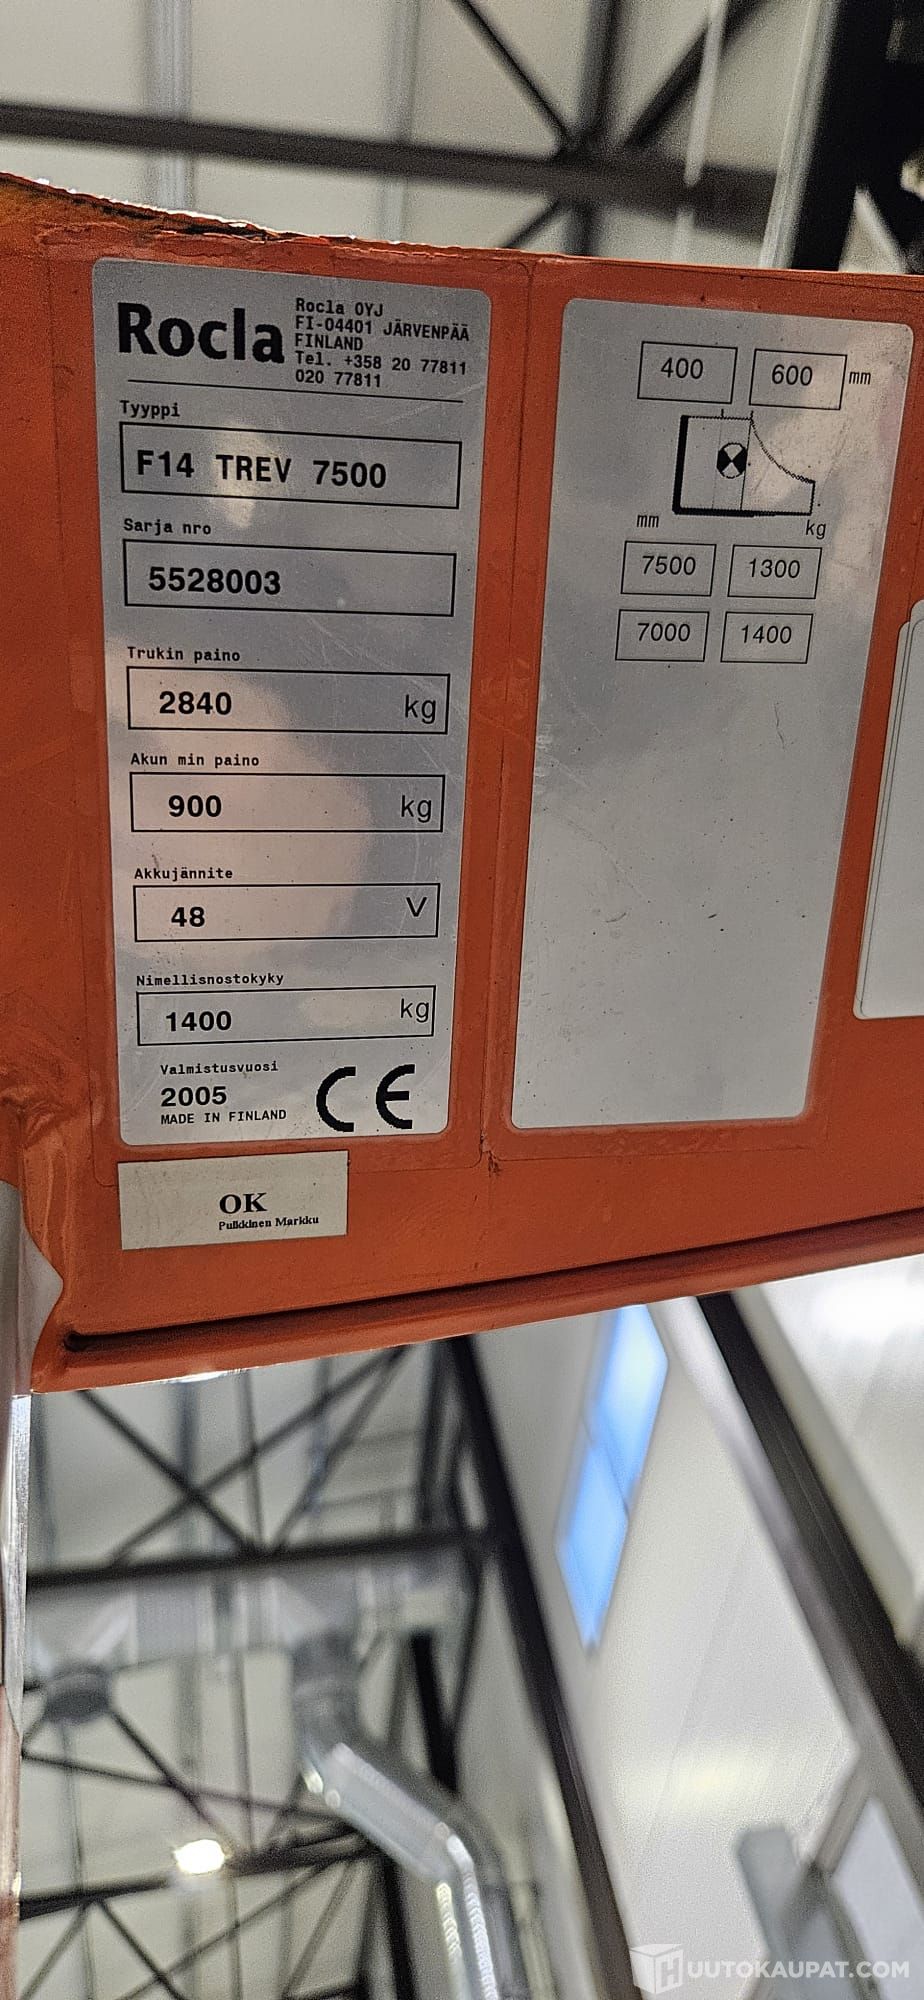 Rocla
Rocla OYJ
FI-04401 JÄRVENPÄÄ
FINLAND
Tel. +358 20 77811
020 77811
Tyyppi
F14 TREV 7500
Sarja nro
5528003
Trukin paino
2840 kg
Akun min paino
900 kg
Akkujännite
48 V
Nimellisnostokyky
1400 kg
Valmistusvuosi
2005
MADE IN FINLAND
CE
OK
Pulkkinen Markku
400 600 mm
mm kg
7500 1300
7000 1400
HUUTOKAUPAT.COM